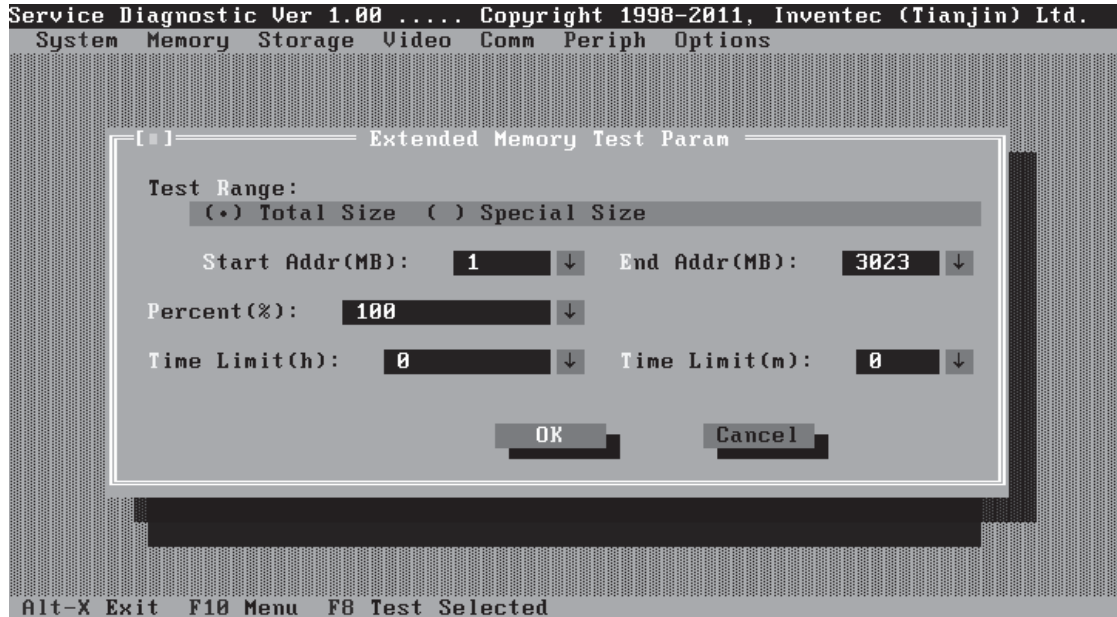 Service Diagnostic Ver 1.00 ..... Copyright 1998-2011, Inventec (Tianjin) Ltd.
System Memory Storage Video Comm Periph Options
[▪] Extended Memory Test Param
Test Range:
(•) Total Size ( ) Special Size
Start Addr(MB): 1 ↓ End Addr(MB): 3023 ↓
Percent(%): 100 ↓
Time Limit(h): 0 ↓ Time Limit(m): 0 ↓
OK Cancel
Alt-X Exit F10 Menu F8 Test Selected